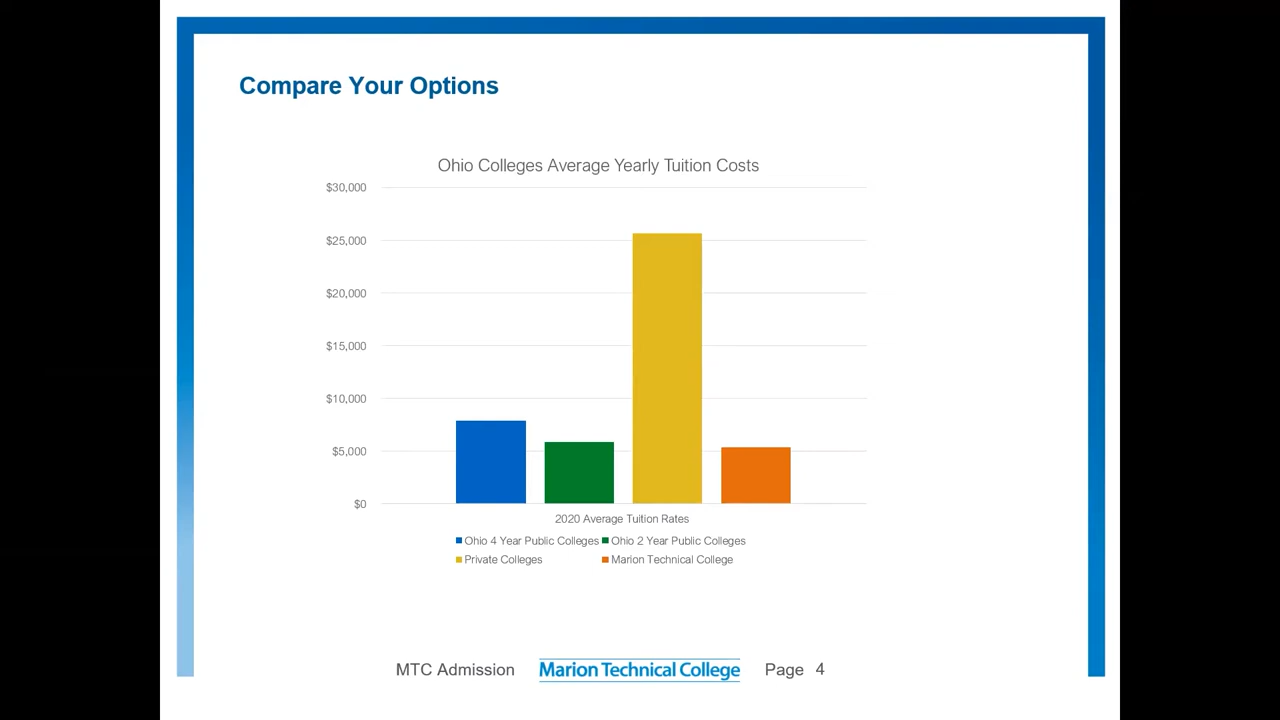 Compare Your Options
Ohio Colleges Average Yearly Tuition Costs
$30,000
$25,000
$20,000
$15,000
$10,000
$5,000
$0
2020 Average Tuition Rates
Ohio 4 Year Public Colleges Ohio 2 Year Public Colleges
Private Colleges Marion Technical College
MTC Admission Marion Technical College Page 4